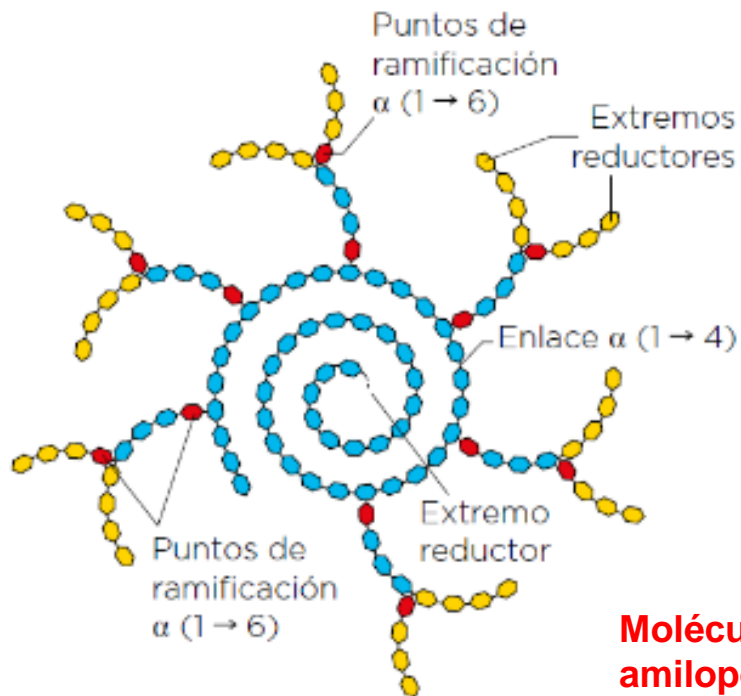 Puntos de
ramificación
α (1 → 6)
Extremos
reductores
Enlace α (1 → 4)
Extremo
reductor
Puntos de
ramificación
α (1 → 6)